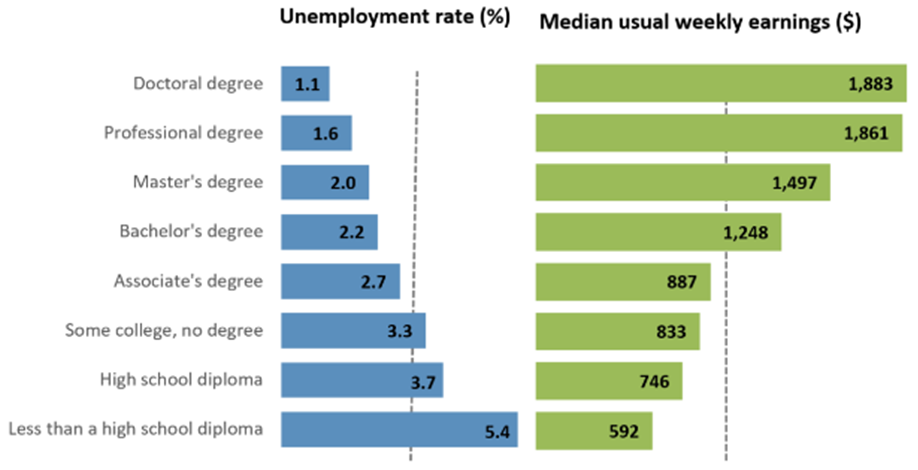 Unemployment rate (%) Median usual weekly earnings ($)
Doctoral degree 1.1 1,883
Professional degree 1.6 1,861
Master's degree 2.0 1,497
Bachelor's degree 2.2 1,248
Associate's degree 2.7 887
Some college, no degree 3.3 833
High school diploma 3.7 746
Less than a high school diploma 5.4 592